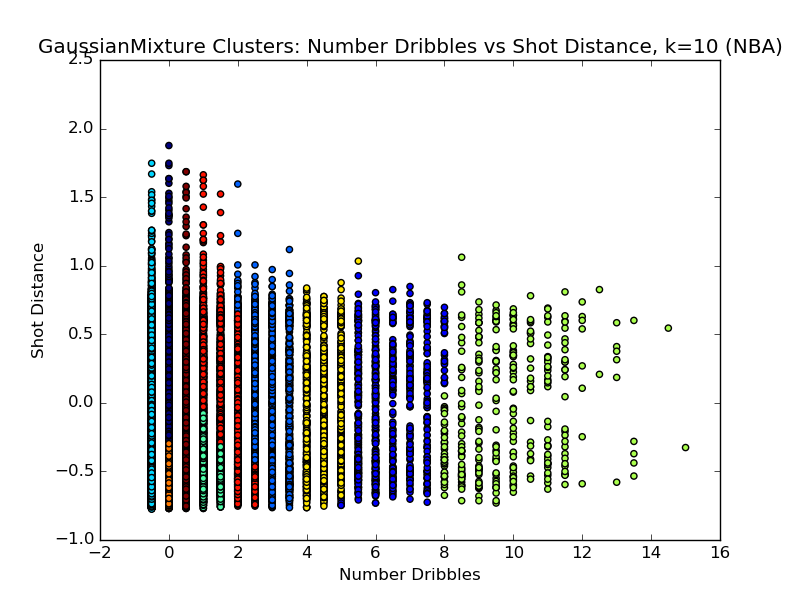 GaussianMixture Clusters: Number Dribbles vs Shot Distance, k=10 (NBA)
2.5
2.0
1.5
1.0
0.5
0.0
−0.5
−1.0
Shot Distance
−2 0 2 4 6 8 10 12 14 16
Number Dribbles